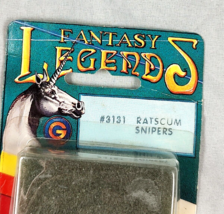 FANTASY
LEGENDS
#3131 RATSCUM
SNIPERS
G